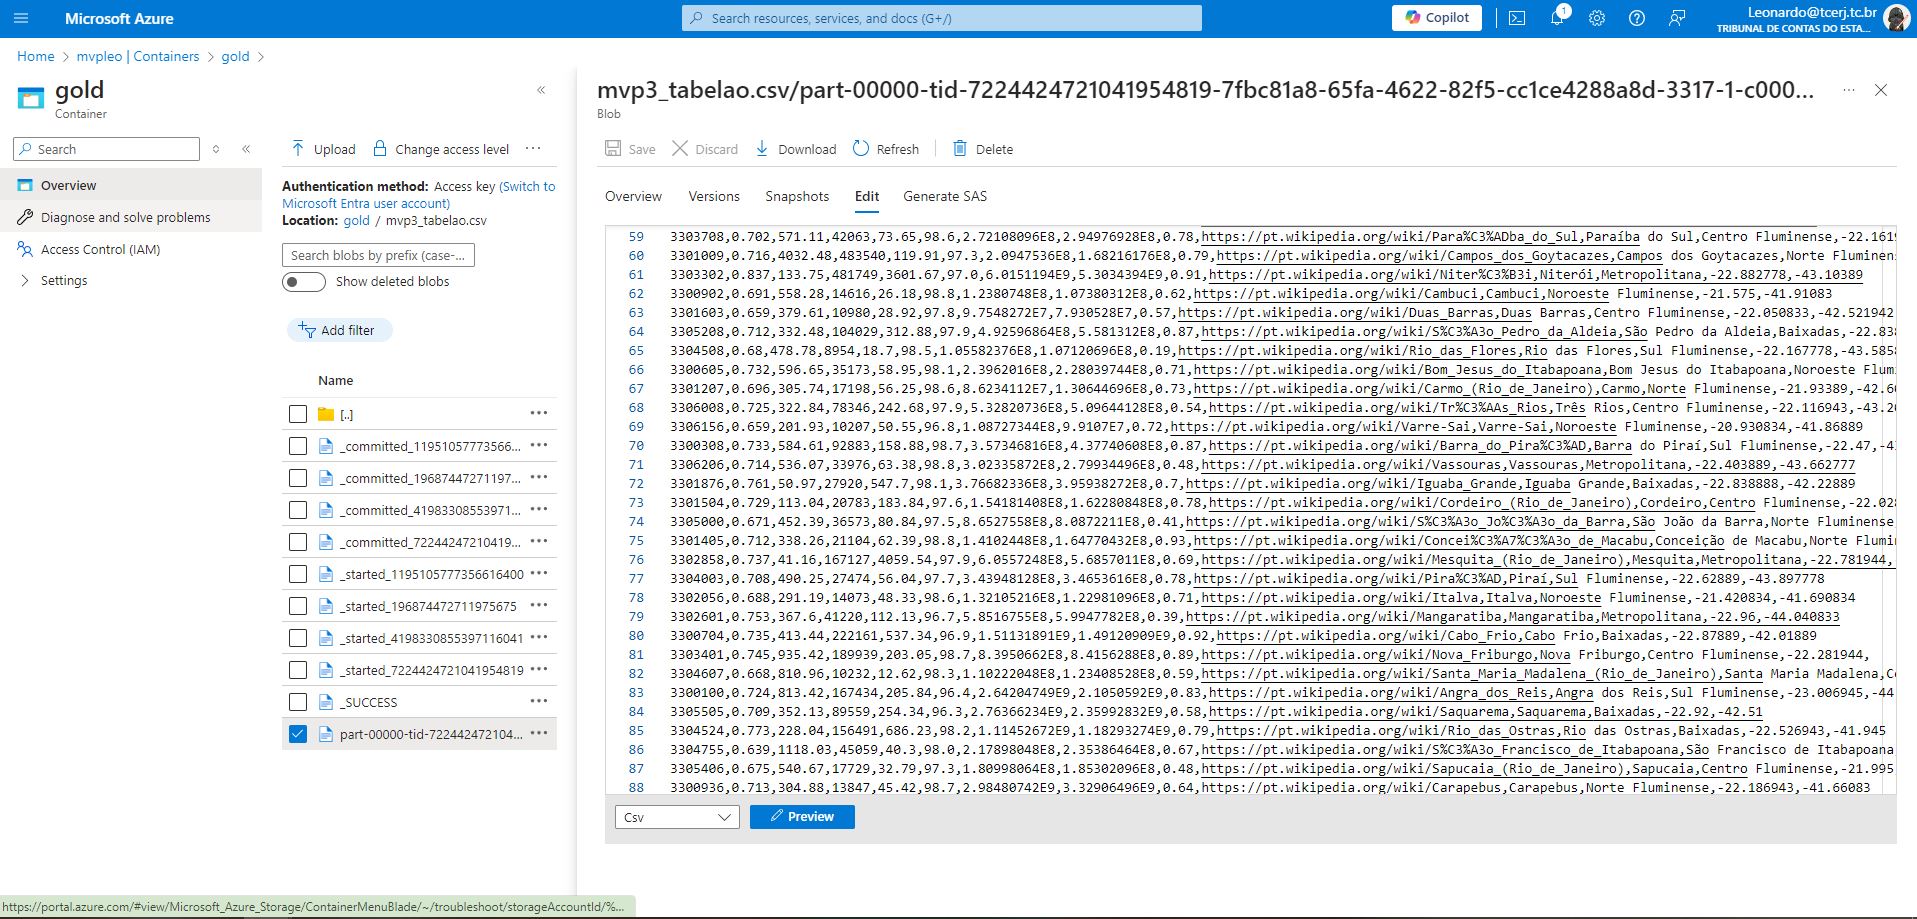 Microsoft Azure
Search resources, services, and docs (G+/)
Copilot
1
Leonardo@tcerj.tc.br
TRIBUNAL DE CONTAS DO ESTA...
Home > mvpleo | Containers > gold >
gold
Container
Search
Overview
Diagnose and solve problems
Access Control (IAM)
Settings
Upload
Change access level
Authentication method: Access key (Switch to
Microsoft Entra user account)
Location: gold / mvp3_tabelao.csv
Search blobs by prefix (case-...
Show deleted blobs
Add filter
Name
[..]
_committed_11951057773566...
_committed_19687447271197...
_committed_41983308553971...
_committed_72244247210419...
_started_1195105777356616400
_started_196874472711975675
_started_4198330855397116041
_started_7224424721041954819
_SUCCESS
part-00000-tid-722442472104...
mvp3_tabelao.csv/part-00000-tid-7224424721041954819-7fbc81a8-65fa-4622-82f5-cc1ce4288a8d-3317-1-c000...
Blob
Save
Discard
Download
Refresh
Delete
Overview
Versions
Snapshots
Edit
Generate SAS
59 3303708,0.702,571.11,42063,73.65,98.6,2.72108096E8,2.94976928E8,0.78,https://pt.wikipedia.org/wiki/Para%C3%ADba_do_Sul,Paraíba do Sul,Centro Fluminense,-22.1619
60 3301009,0.716,4032.48,483540,119.91,97.3,2.0947536E8,1.68216176E8,0.79,https://pt.wikipedia.org/wiki/Campos_dos_Goytacazes,Campos dos Goytacazes,Norte Fluminen
61 3303302,0.837,133.75,481749,3601.67,97.0,6.0151194E9,5.3034394E9,0.91,https://pt.wikipedia.org/wiki/Niter%C3%B3i,Niterói,Metropolitana,-22.882778,-43.10389
62 3300902,0.691,558.28,14616,26.18,98.8,1.2380748E8,1.07380312E8,0.62,https://pt.wikipedia.org/wiki/Cambuci,Cambuci,Noroeste Fluminense,-21.575,-41.91083
63 3301603,0.659,379.61,10980,28.92,97.8,9.7548272E7,7.930528E7,0.57,https://pt.wikipedia.org/wiki/Duas_Barras,Duas Barras,Centro Fluminense,-22.050833,-42.521942
64 3305208,0.712,332.48,104029,312.88,97.9,4.92596864E8,5.581312E8,0.87,https://pt.wikipedia.org/wiki/S%C3%A3o_Pedro_da_Aldeia,São Pedro da Aldeia,Baixadas,-22.838
65 3304508,0.68,478.78,8954,18.7,98.5,1.05582376E8,1.07120696E8,0.19,https://pt.wikipedia.org/wiki/Rio_das_Flores,Rio das Flores,Sul Fluminense,-22.167778,-43.5858
66 3300605,0.732,596.65,35173,58.95,98.1,2.3962016E8,2.28039744E8,0.71,https://pt.wikipedia.org/wiki/Bom_Jesus_do_Itabapoana,Bom Jesus do Itabapoana,Noroeste Flum
67 3301207,0.696,305.74,17198,56.25,98.6,8.6234112E7,1.30644696E8,0.73,https://pt.wikipedia.org/wiki/Carmo_(Rio_de_Janeiro),Carmo,Norte Fluminense,-21.93389,-42.60
68 3306008,0.725,322.84,78346,242.68,97.9,5.32820736E8,5.09644128E8,0.54,https://pt.wikipedia.org/wiki/Tr%C3%AAs_Rios,Três Rios,Centro Fluminense,-22.116943,-43.20
69 3306156,0.659,201.93,10207,50.55,96.8,1.08727344E8,9.9107E7,0.72,https://pt.wikipedia.org/wiki/Varre-Sai,Varre-Sai,Noroeste Fluminense,-20.930834,-41.86889
70 3300308,0.733,584.61,92883,158.88,98.7,3.57346816E8,4.37740608E8,0.87,https://pt.wikipedia.org/wiki/Barra_do_Pira%C3%AD,Barra do Piraí,Sul Fluminense,-22.47,-4
71 3306206,0.714,536.07,33976,63.38,98.8,3.02335872E8,2.79934496E8,0.48,https://pt.wikipedia.org/wiki/Vassouras,Vassouras,Metropolitana,-22.403889,-43.662777
72 3301876,0.761,50.97,27920,547.7,98.1,3.76682336E8,3.95938272E8,0.7,https://pt.wikipedia.org/wiki/Iguaba_Grande,Iguaba Grande,Baixadas,-22.838888,-42.22889
73 3301504,0.729,113.04,20783,183.84,97.6,1.54181408E8,1.62280848E8,0.78,https://pt.wikipedia.org/wiki/Cordeiro_(Rio_de_Janeiro),Cordeiro,Centro Fluminense,-22.028
74 3305000,0.671,452.39,36573,80.84,97.5,8.6527558E8,8.0872211E8,0.41,https://pt.wikipedia.org/wiki/S%C3%A3o_Jo%C3%A3o_da_Barra,São João da Barra,Norte Fluminense
75 3301405,0.712,338.26,21104,62.39,98.8,1.4102448E8,1.64770432E8,0.93,https://pt.wikipedia.org/wiki/Concei%C3%A7%C3%A3o_de_Macabu,Conceição de Macabu,Norte Flumin
76 3302858,0.737,41.16,167127,4059.54,97.9,6.0557248E8,5.6857011E8,0.69,https://pt.wikipedia.org/wiki/Mesquita_(Rio_de_Janeiro),Mesquita,Metropolitana,-22.781944,
77 3304003,0.708,490.25,27474,56.04,97.7,3.43948128E8,3.4653616E8,0.78,https://pt.wikipedia.org/wiki/Pira%C3%AD,Piraí,Sul Fluminense,-22.62889,-43.897778
78 3302056,0.688,291.19,14073,48.33,98.6,1.32105216E8,1.22981096E8,0.71,https://pt.wikipedia.org/wiki/Italva,Italva,Noroeste Fluminense,-21.420834,-41.690834
79 3302601,0.753,367.6,41220,112.13,96.7,5.8516755E8,5.9947782E8,0.39,https://pt.wikipedia.org/wiki/Mangaratiba,Mangaratiba,Metropolitana,-22.96,-44.040833
80 3300704,0.735,413.44,222161,537.34,96.9,1.51131891E9,1.49120909E9,0.92,https://pt.wikipedia.org/wiki/Cabo_Frio,Cabo Frio,Baixadas,-22.87889,-42.01889
81 3303401,0.745,935.42,189939,203.05,98.7,8.3950662E8,8.4156288E8,0.89,https://pt.wikipedia.org/wiki/Nova_Friburgo,Nova Friburgo,Centro Fluminense,-22.281944,
82 3304607,0.668,810.96,10232,12.62,98.3,1.10222048E8,1.23408528E8,0.59,https://pt.wikipedia.org/wiki/Santa_Maria_Madalena_(Rio_de_Janeiro),Santa Maria Madalena,Ce
83 3300100,0.724,813.42,167434,205.84,96.4,2.64204749E9,2.1050592E9,0.83,https://pt.wikipedia.org/wiki/Angra_dos_Reis,Angra dos Reis,Sul Fluminense,-23.006945,-44
84 3305505,0.709,352.13,89559,254.34,96.3,2.76366234E9,2.35992832E9,0.58,https://pt.wikipedia.org/wiki/Saquarema,Saquarema,Baixadas,-22.92,-42.51
85 3304524,0.773,228.04,156491,686.23,98.2,1.11452672E9,1.18293274E9,0.79,https://pt.wikipedia.org/wiki/Rio_das_Ostras,Rio das Ostras,Baixadas,-22.526943,-41.945
86 3304755,0.639,1118.03,45059,40.3,98.0,2.17898048E8,2.35386464E8,0.67,https://pt.wikipedia.org/wiki/S%C3%A3o_Francisco_de_Itabapoana,São Francisco de Itabapoana
87 3305406,0.675,540.67,17729,32.79,97.3,1.80998064E8,1.85302096E8,0.48,https://pt.wikipedia.org/wiki/Sapucaia_(Rio_de_Janeiro),Sapucaia,Centro Fluminense,-21.995
88 3300936,0.713,304.88,13847,45.42,98.7,2.98480742E9,3.32906496E9,0.64,https://pt.wikipedia.org/wiki/Carapebus,Carapebus,Norte Fluminense,-22.186943,-41.66083
Csv
Preview
https://portal.azure.com/#view/Microsoft_Azure_Storage/ContainerMenuBlade/~/troubleshoot/storageAccountId/%...